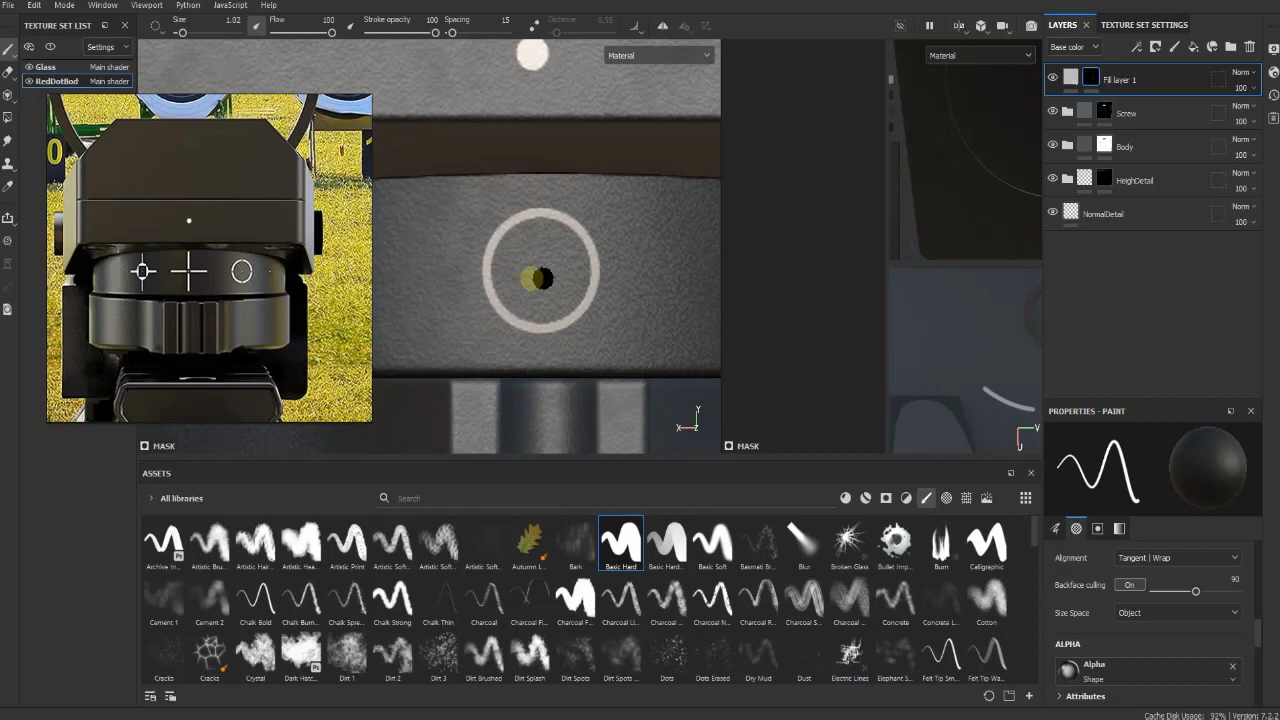 File Edit Mode Window Viewport Python JavaScript Help
TEXTURE SET LIST
Size 1.02 Flow 100 Stroke opacity 100 Spacing 15 Distance 0.95
LAYERS TEXTURE SET SETTINGS
Settings
Base color
Material
Material
Glass Main shader
RedDotBod Main shader
Fill layer 1 Norm 100
Screw Norm 100
Body Norm 100
HeighDetail Norm 100
NormalDetail Norm 100
0
Y
X
Z
V
U
MASK
MASK
PROPERTIES - PAINT
ASSETS
All libraries
Search
Archive In... Artistic Bru... Artistic Hair... Artistic Hea... Artistic Print Artistic Soft... Artistic Sof... Artistic Sof... Autumn L... Bark Basic Hard Basic Hard... Basic Soft Basmati Br... Blur Broken Glass Bullet Imp... Burn Calligraphic
Cement 1 Cement 2 Chalk Bold Chalk Bum... Chalk Spre... Chalk Strong Chalk Thin Charcoal Charcoal Fi... Charcoal F... Charcoal Li... Charcoal ... Charcoal N... Charcoal R... Charcoal S... Concrete Concrete L... Cotton
Cracks Cracks Crystal Dark Hatc... Dirt 1 Dirt 2 Dirt 3 Dirt Brushed Dirt Splash Dirt Spots Dirt Spots ... Dots Dots Erased Dry Mud Dust Electric Lines Elephant S... Felt Tip Sm... Felt Tip Wa...
Alignment Tangent | Wrap
Backface culling On 90
Size Space Object
ALPHA
Alpha
Shape
Attributes
Cache Disk Usage: 92% | Version: 7.2.2